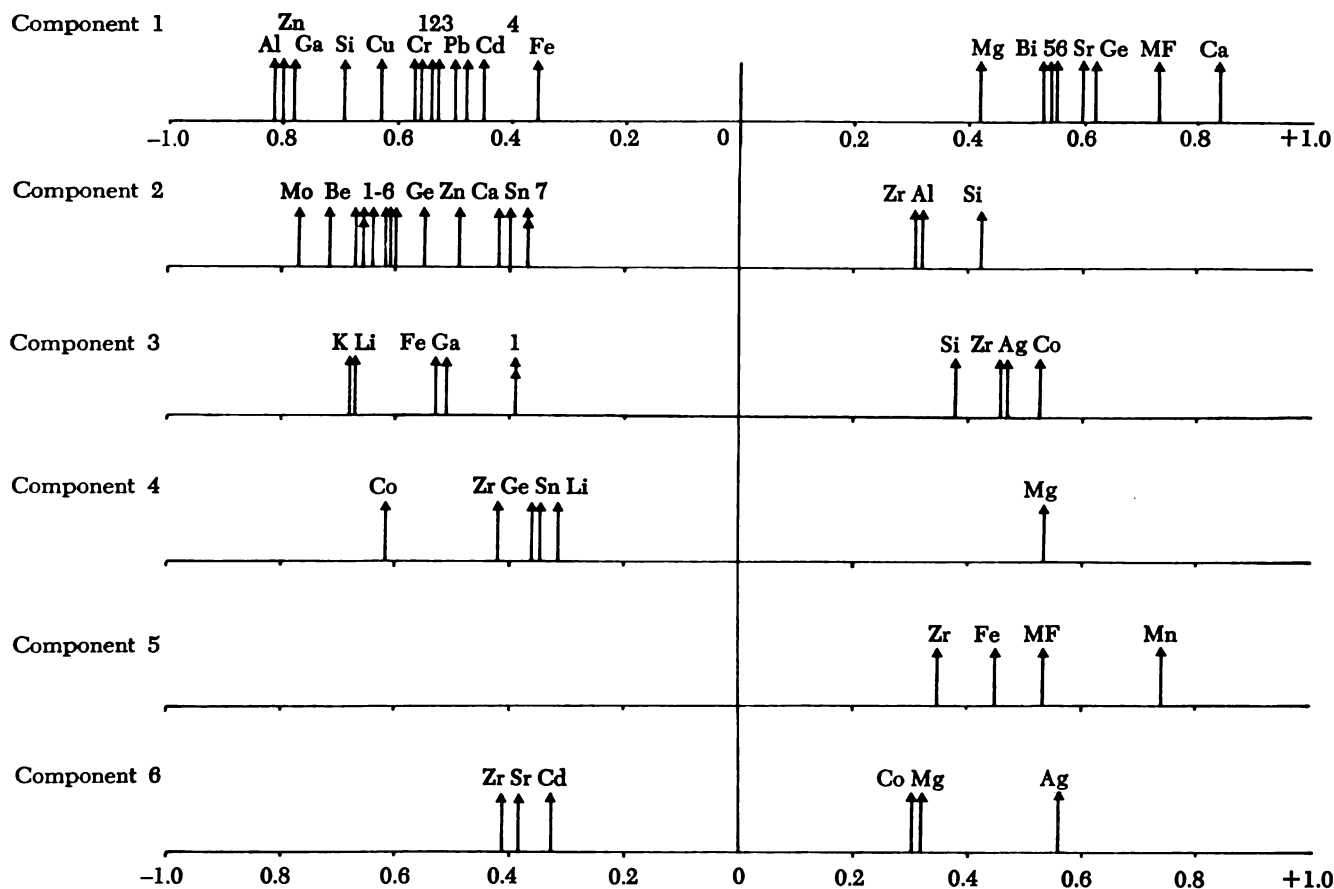 Component 1
Zn 123 4
Al Ga Si Cu Cr Pb Cd Fe Mg Bi 56 Sr Ge MF Ca
-1.0 0.8 0.6 0.4 0.2 0 0.2 0.4 0.6 0.8 +1.0
Component 2
Mo Be 1-6 Ge Zn Ca Sn 7 Zr Al Si
Component 3
K Li Fe Ga 1 Si Zr Ag Co
Component 4
Co Zr Ge Sn Li Mg
Component 5
Zr Fe MF Mn
Component 6
Zr Sr Cd Co Mg Ag
-1.0 0.8 0.6 0.4 0.2 0 0.2 0.4 0.6 0.8 +1.0